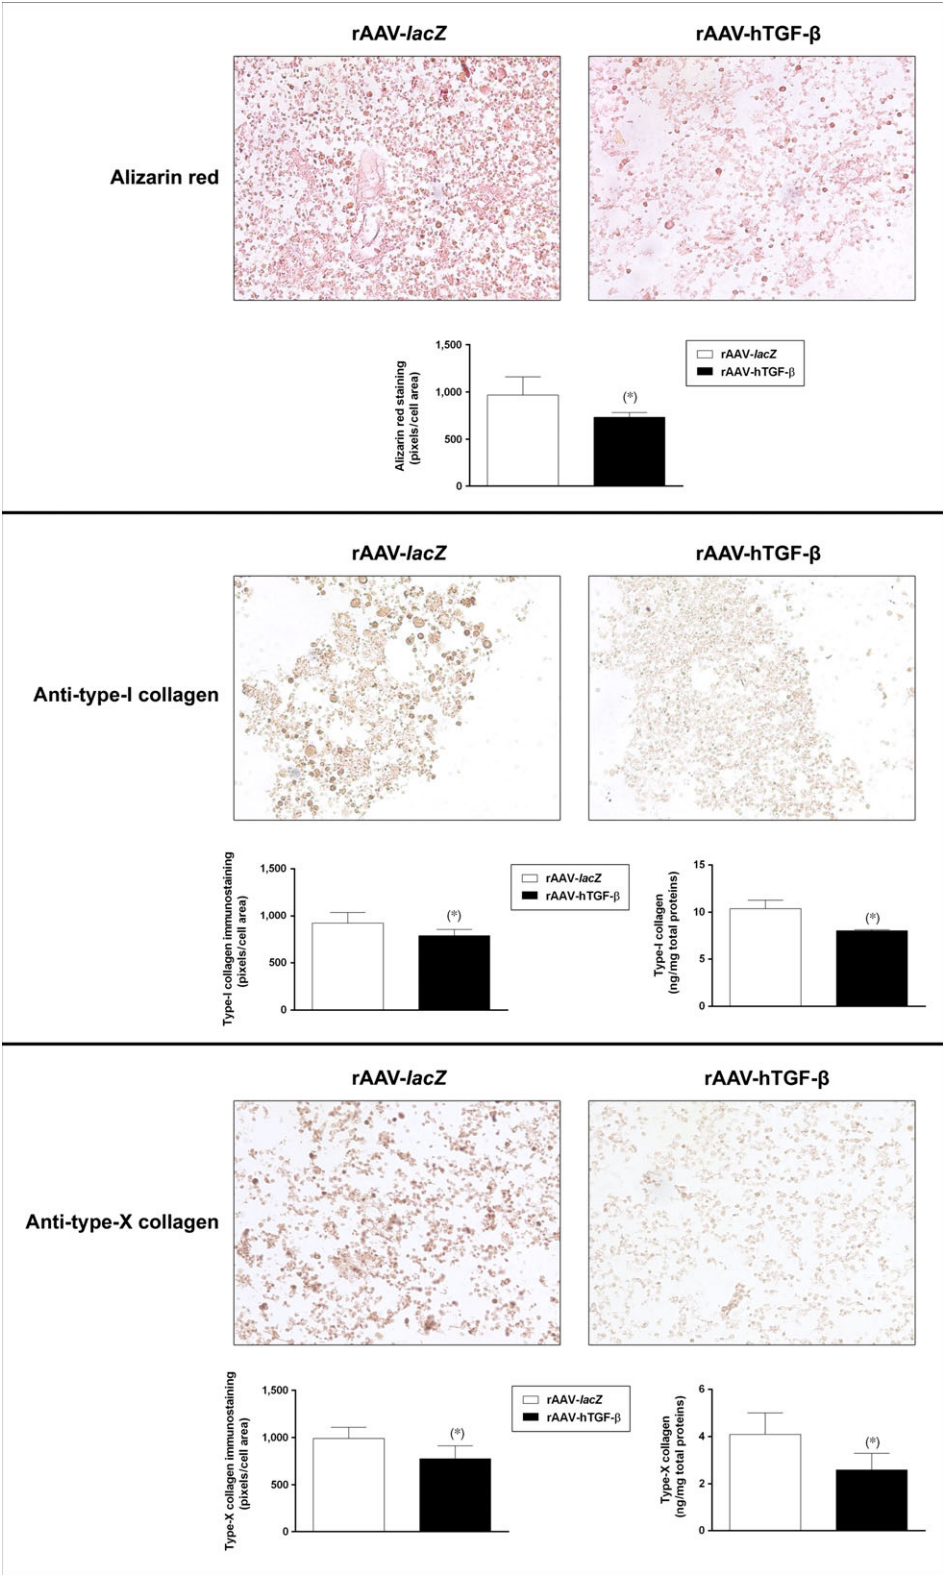 rAAV-lacZ
rAAV-hTGF-β
Alizarin red
1,500
1,000
500
0
Alizarin red staining
(pixels/cell area)
(*)
rAAV-lacZ
rAAV-hTGF-β
rAAV-lacZ
rAAV-hTGF-β
Anti-type-I collagen
1,500
1,000
500
0
Type-I collagen immunostaining
(pixels/cell area)
(*)
rAAV-lacZ
rAAV-hTGF-β
15
10
5
0
Type-I collagen
(ng/mg total proteins)
(*)
rAAV-lacZ
rAAV-hTGF-β
Anti-type-X collagen
1,500
1,000
500
0
Type-X collagen immunostaining
(pixels/cell area)
(*)
rAAV-lacZ
rAAV-hTGF-β
6
4
2
0
Type-X collagen
(ng/mg total proteins)
(*)